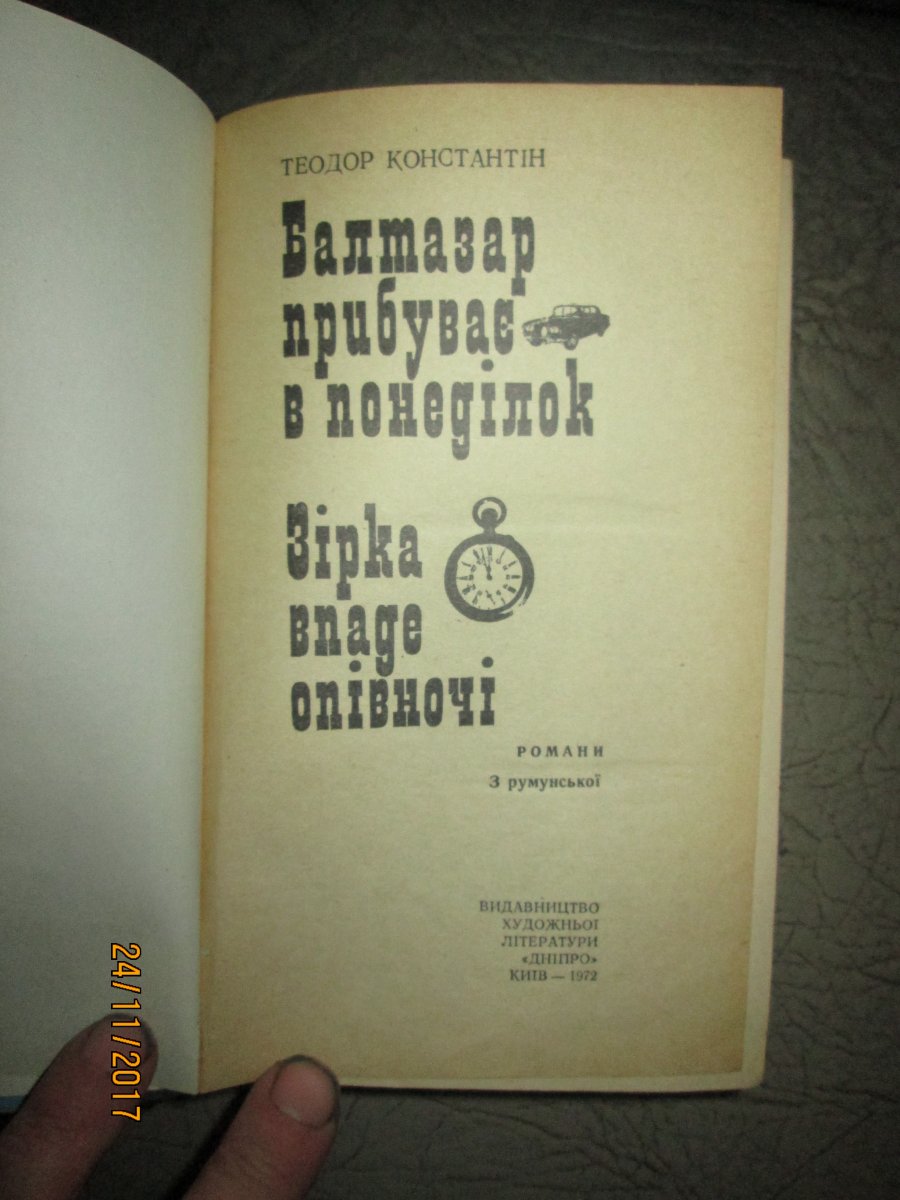 ТЕОДОР КОНСТАНТІН
Балтазар
прибуває
в понеділок
Зірка
впаде
опівночі
РОМАНИ
З румунської
ВИДАВНИЦТВО
ХУДОЖНЬОЇ
ЛІТЕРАТУРИ
«ДНІПРО»
КИЇВ — 1972
24/11/2017